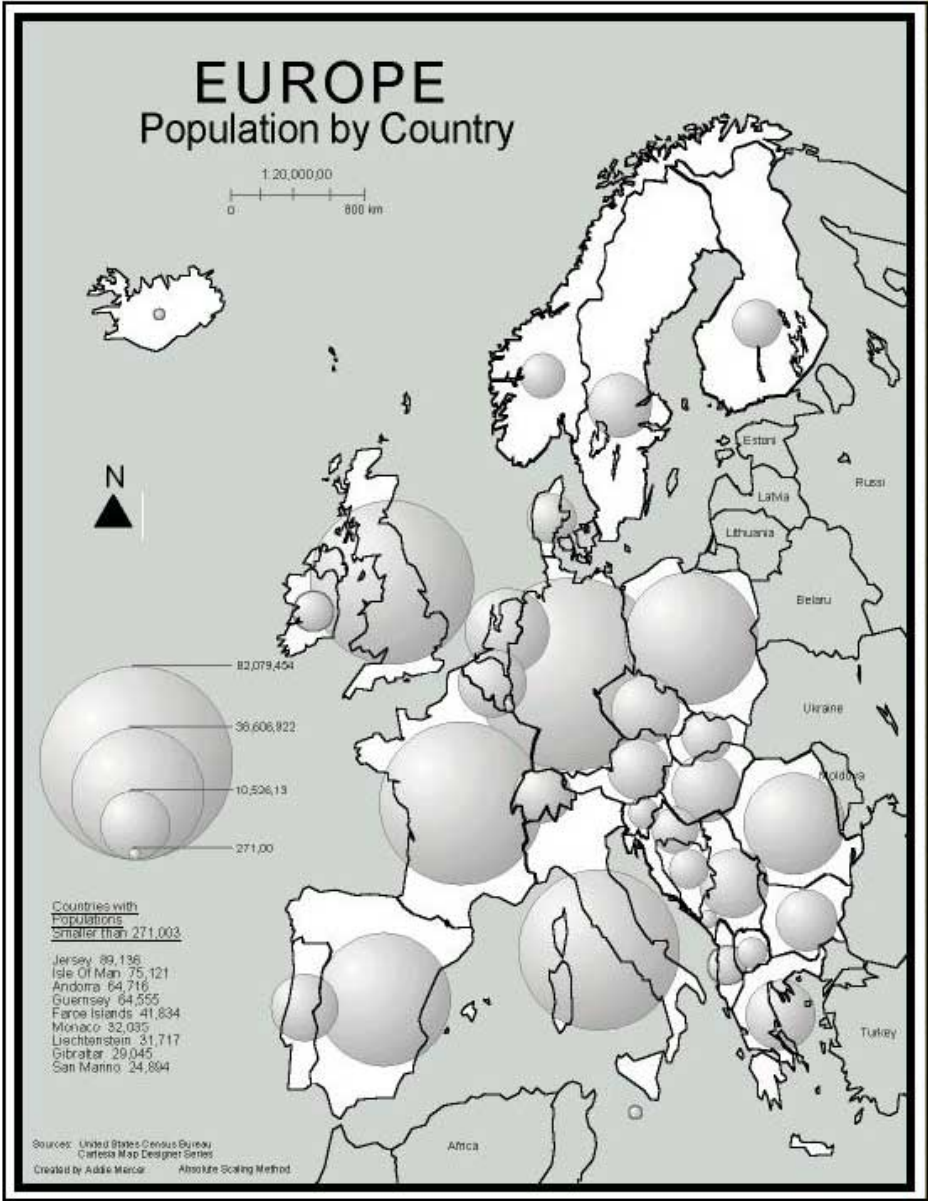 EUROPE
Population by Country
1:20,000,00
0 800 km
N
Estoni
Latvia
Russi
Lithuania
Belaru
Ukraine
Moldova
Turkey
Africa
82,079,454
36,606,922
10,526,13
271,00
Countries with
Populations
Smaller than 271,003
Jersey 89,136
Isle Of Man 75,121
Andorra 64,716
Guernsey 64,555
Faroe Islands 41,834
Monaco 32,035
Liechtenstein 31,717
Gibraltar 29,045
San Marino 24,894
Sources: United States Census Bureau
Cartesia Map Designer Series
Created by Addie Mercer Absolute Scaling Method